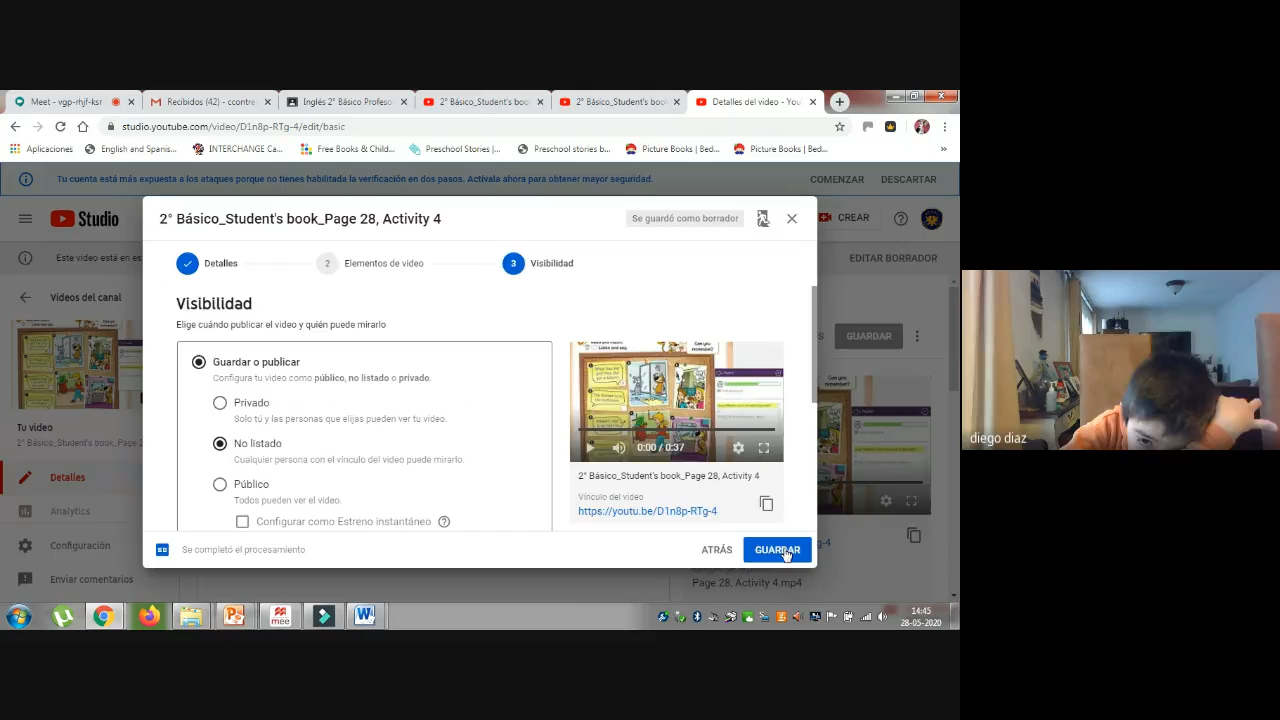 Meet - vgp-rhjf-ksr
Recibidos (42) - ccontre
Inglés 2° Básico Profeso
2° Básico_Student's boo
2° Básico_Student's boo
Detalles del video - You
studio.youtube.com/video/D1n8p-RTg-4/edit/basic
Aplicaciones
English and Spanis...
INTERCHANGE Ca...
Free Books & Child...
Preschool Stories |...
Preschool stories b...
Picture Books | Bed...
Picture Books | Bed...
Tu cuenta está más expuesta a los ataques porque no tienes habilitada la verificación en dos pasos. Actívala ahora para obtener mayor seguridad.
COMENZAR
DESCARTAR
Studio
CREAR
Este video está en es
EDITAR BORRADOR
Videos del canal
GUARDAR
Tu video
2° Básico_Student's book_Page 2
Detalles
Analytics
Configuración
Enviar comentarios
2° Básico_Student's book_Page 28, Activity 4
Se guardó como borrador
Detalles
2
Elementos de video
3
Visibilidad
Visibilidad
Elige cuándo publicar el video y quién puede mirarlo
Guardar o publicar
Configura tu video como público, no listado o privado.
Privado
Solo tú y las personas que elijas pueden ver tu video.
No listado
Cualquier persona con el vínculo del video puede mirarlo.
Público
Todos pueden ver el video.
Configurar como Estreno instantáneo
Can you
remember?
0:00 / 0:37
2° Básico_Student's book_Page 28, Activity 4
Vínculo del video
https://youtu.be/D1n8p-RTg-4
SD
Se completó el procesamiento
ATRÁS
GUARDAR
Page 28, Activity 4.mp4
14:45
28-05-2020
diego diaz